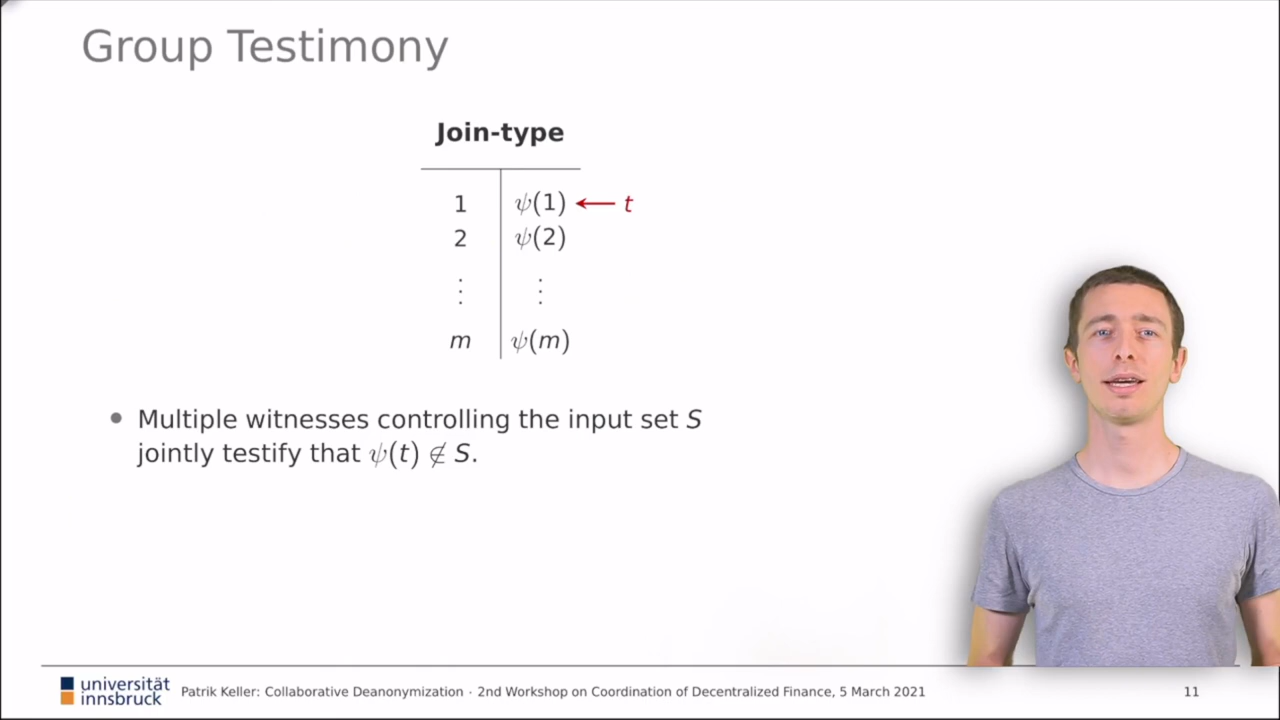 Group Testimony
Join-type
1 ψ(1) ← t
2 ψ(2)
⋮ ⋮
m ψ(m)
• Multiple witnesses controlling the input set S
jointly testify that ψ(t) ∉ S.
universität
innsbruck
Patrik Keller: Collaborative Deanonymization · 2nd Workshop on Coordination of Decentralized Finance, 5 March 2021
11